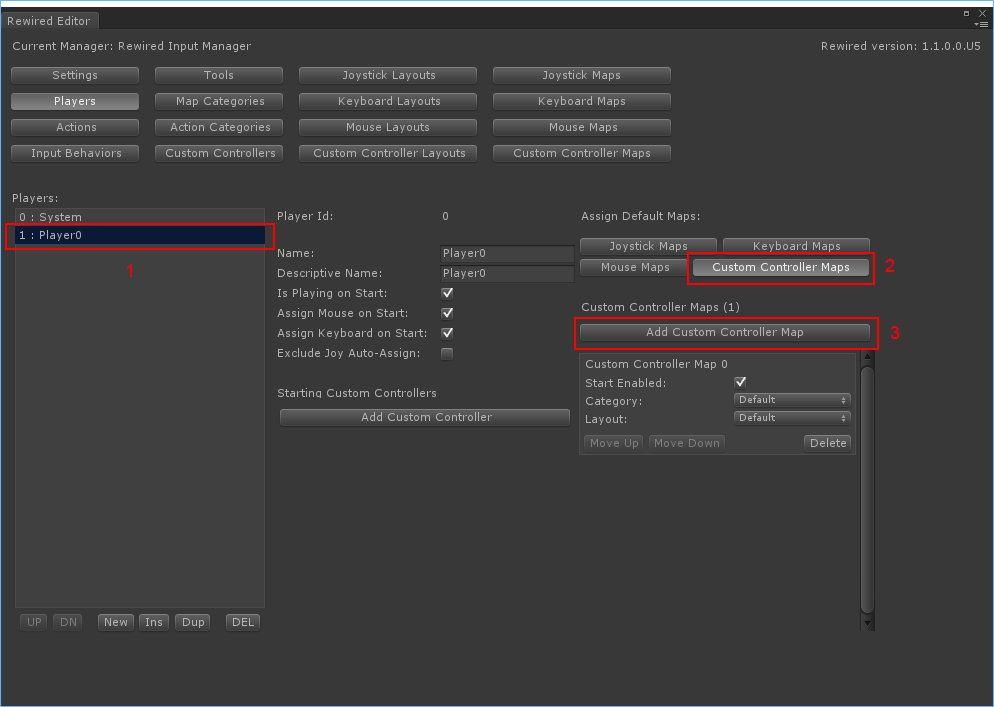 Rewired Editor
Current Manager: Rewired Input Manager
Rewired version: 1.1.0.0.U5
Settings
Tools
Joystick Layouts
Joystick Maps
Players
Map Categories
Keyboard Layouts
Keyboard Maps
Actions
Action Categories
Mouse Layouts
Mouse Maps
Input Behaviors
Custom Controllers
Custom Controller Layouts
Custom Controller Maps
Players:
0 : System
1 : Player0
1
UP
DN
New
Ins
Dup
DEL
Player Id: 0
Name: Player0
Descriptive Name: Player0
Is Playing on Start:
Assign Mouse on Start:
Assign Keyboard on Start:
Exclude Joy Auto-Assign:
Starting Custom Controllers
Add Custom Controller
Assign Default Maps:
Joystick Maps
Keyboard Maps
Mouse Maps
Custom Controller Maps
2
Custom Controller Maps (1)
Add Custom Controller Map
3
Custom Controller Map 0
Start Enabled:
Category: Default
Layout: Default
Move Up
Move Down
Delete